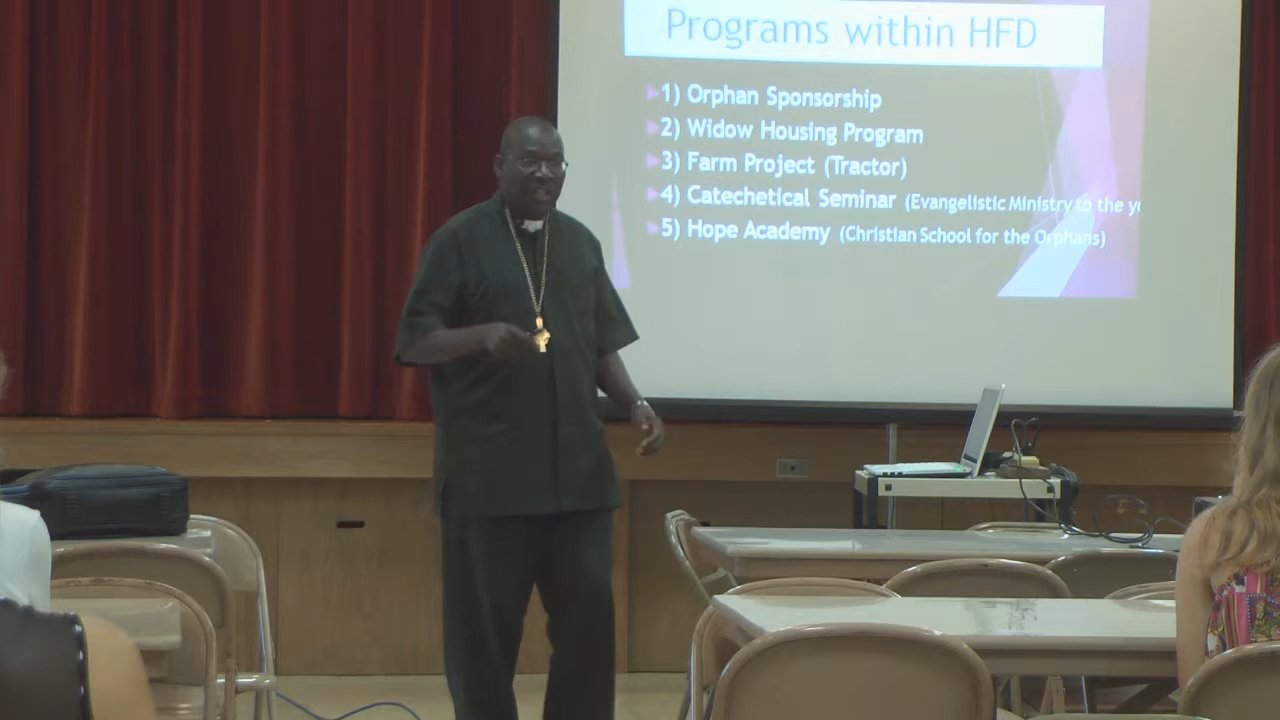 Programs within HFD
1) Orphan Sponsorship
2) Widow Housing Program
3) Farm Project (Tractor)
4) Catechetical Seminar (Evangelistic Ministry to the
5) Hope Academy (Christian School for the Orphans)